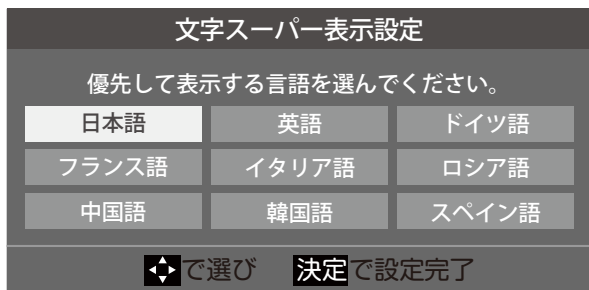 文字スーパー表示設定
優先して表示する言語を選んでください。
日本語 英語 ドイツ語
フランス語 イタリア語 ロシア語
中国語 韓国語 スペイン語
で選び 決定で設定完了